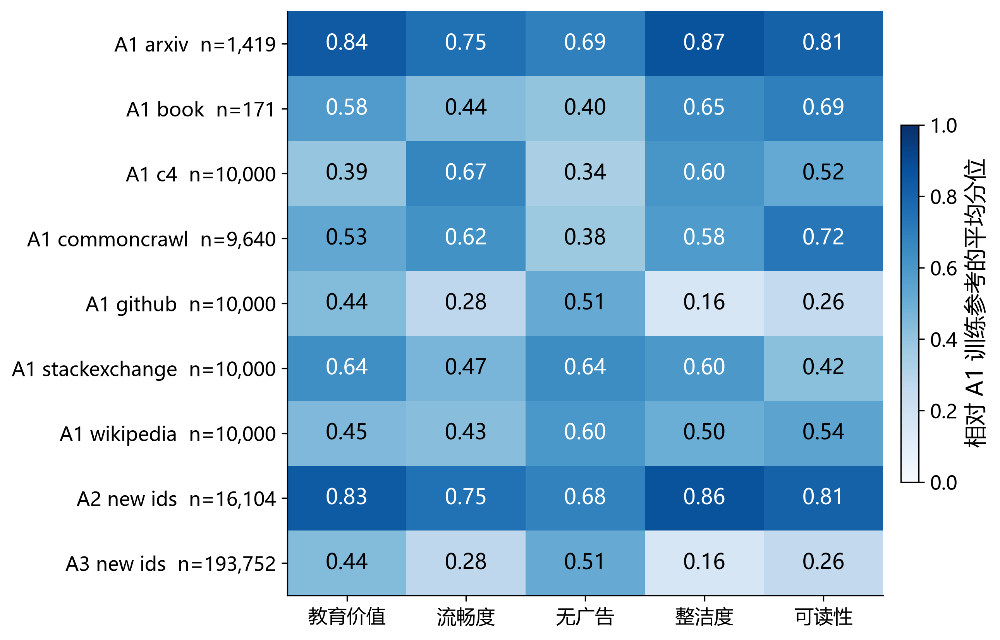 A1 arxiv n=1,419 0.84 0.75 0.69 0.87 0.81
A1 book n=171 0.58 0.44 0.40 0.65 0.69
A1 c4 n=10,000 0.39 0.67 0.34 0.60 0.52
A1 commoncrawl n=9,640 0.53 0.62 0.38 0.58 0.72
A1 github n=10,000 0.44 0.28 0.51 0.16 0.26
A1 stackexchange n=10,000 0.64 0.47 0.64 0.60 0.42
A1 wikipedia n=10,000 0.45 0.43 0.60 0.50 0.54
A2 new ids n=16,104 0.83 0.75 0.68 0.86 0.81
A3 new ids n=193,752 0.44 0.28 0.51 0.16 0.26
教育价值 流畅度 无广告 整洁度 可读性
1.0
0.8
0.6
0.4
0.2
0.0
相对 A1 训练参考的平均分位